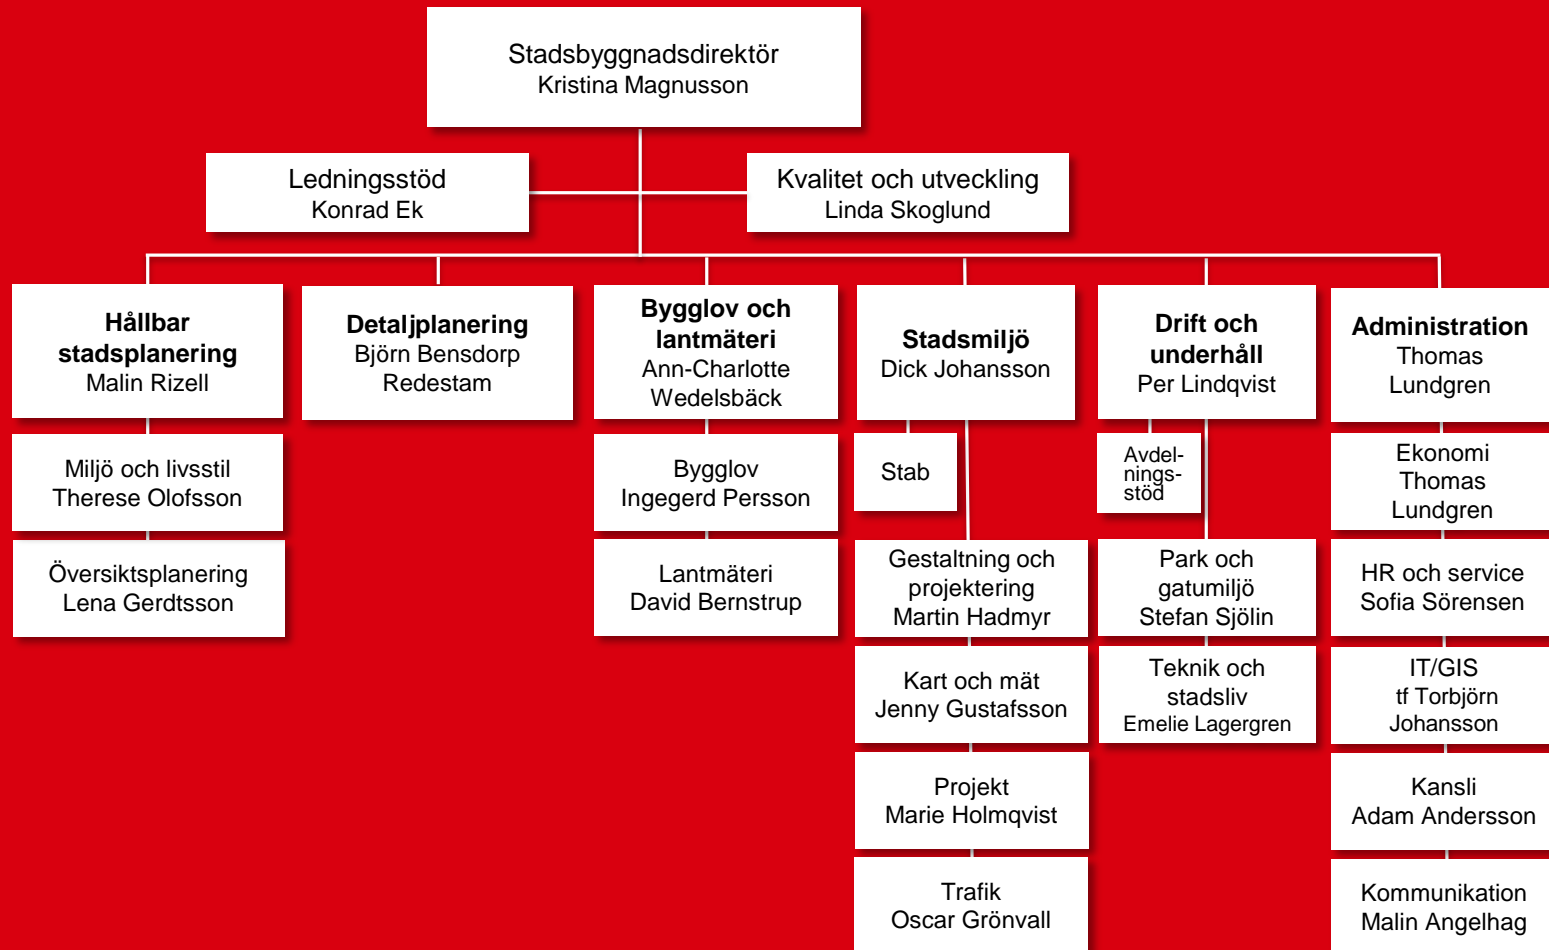 Stadsbyggnadsdirektör
Kristina Magnusson
Ledningsstöd
Konrad Ek
Kvalitet och utveckling
Linda Skoglund
Hållbar
stadsplanering
Malin Rizell
Detaljplanering
Björn Bensdorp
Redestam
Bygglov och
lantmäteri
Ann-Charlotte
Wedelsbäck
Stadsmiljö
Dick Johansson
Drift och
underhåll
Per Lindqvist
Administration
Thomas
Lundgren
Miljö och livsstil
Therese Olofsson
Översiktsplanering
Lena Gerdtsson
Bygglov
Ingegerd Persson
Lantmäteri
David Bernstrup
Stab
Gestaltning och
projektering
Martin Hadmyr
Kart och mät
Jenny Gustafsson
Projekt
Marie Holmqvist
Trafik
Oscar Grönvall
Avdel-
nings-
stöd
Park och
gatumiljö
Stefan Sjölin
Teknik och
stadsliv
Emelie Lagergren
Ekonomi
Thomas
Lundgren
HR och service
Sofia Sörensen
IT/GIS
tf Torbjörn
Johansson
Kansli
Adam Andersson
Kommunikation
Malin Angelhag